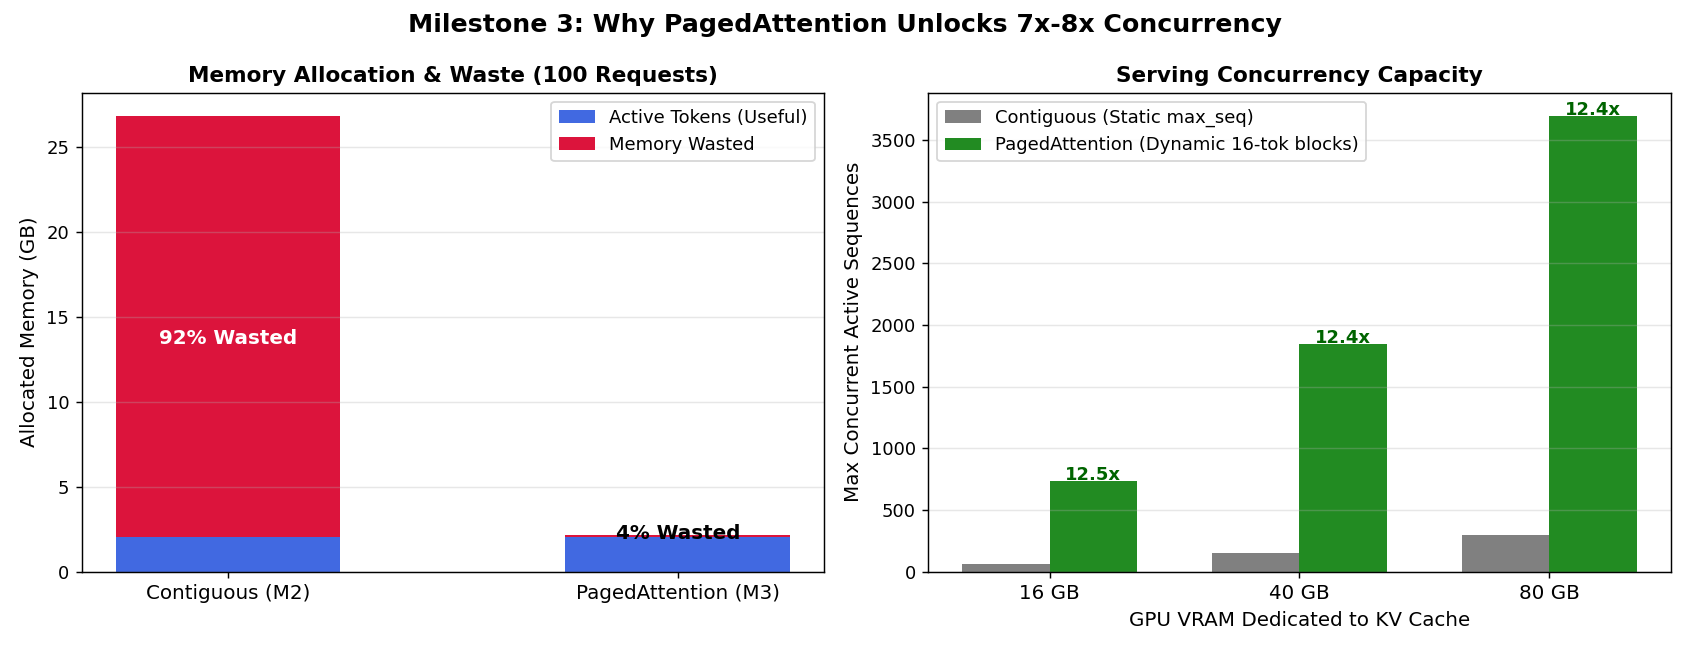 Milestone 3: Why PagedAttention Unlocks 7x-8x Concurrency
Memory Allocation & Waste (100 Requests)
Active Tokens (Useful)
Memory Wasted
Allocated Memory (GB)
25
20
15
10
5
0
92% Wasted
4% Wasted
Contiguous (M2)
PagedAttention (M3)
Serving Concurrency Capacity
Contiguous (Static max_seq)
PagedAttention (Dynamic 16-tok blocks)
Max Concurrent Active Sequences
3500
3000
2500
2000
1500
1000
500
0
12.5x
12.4x
12.4x
16 GB
40 GB
80 GB
GPU VRAM Dedicated to KV Cache